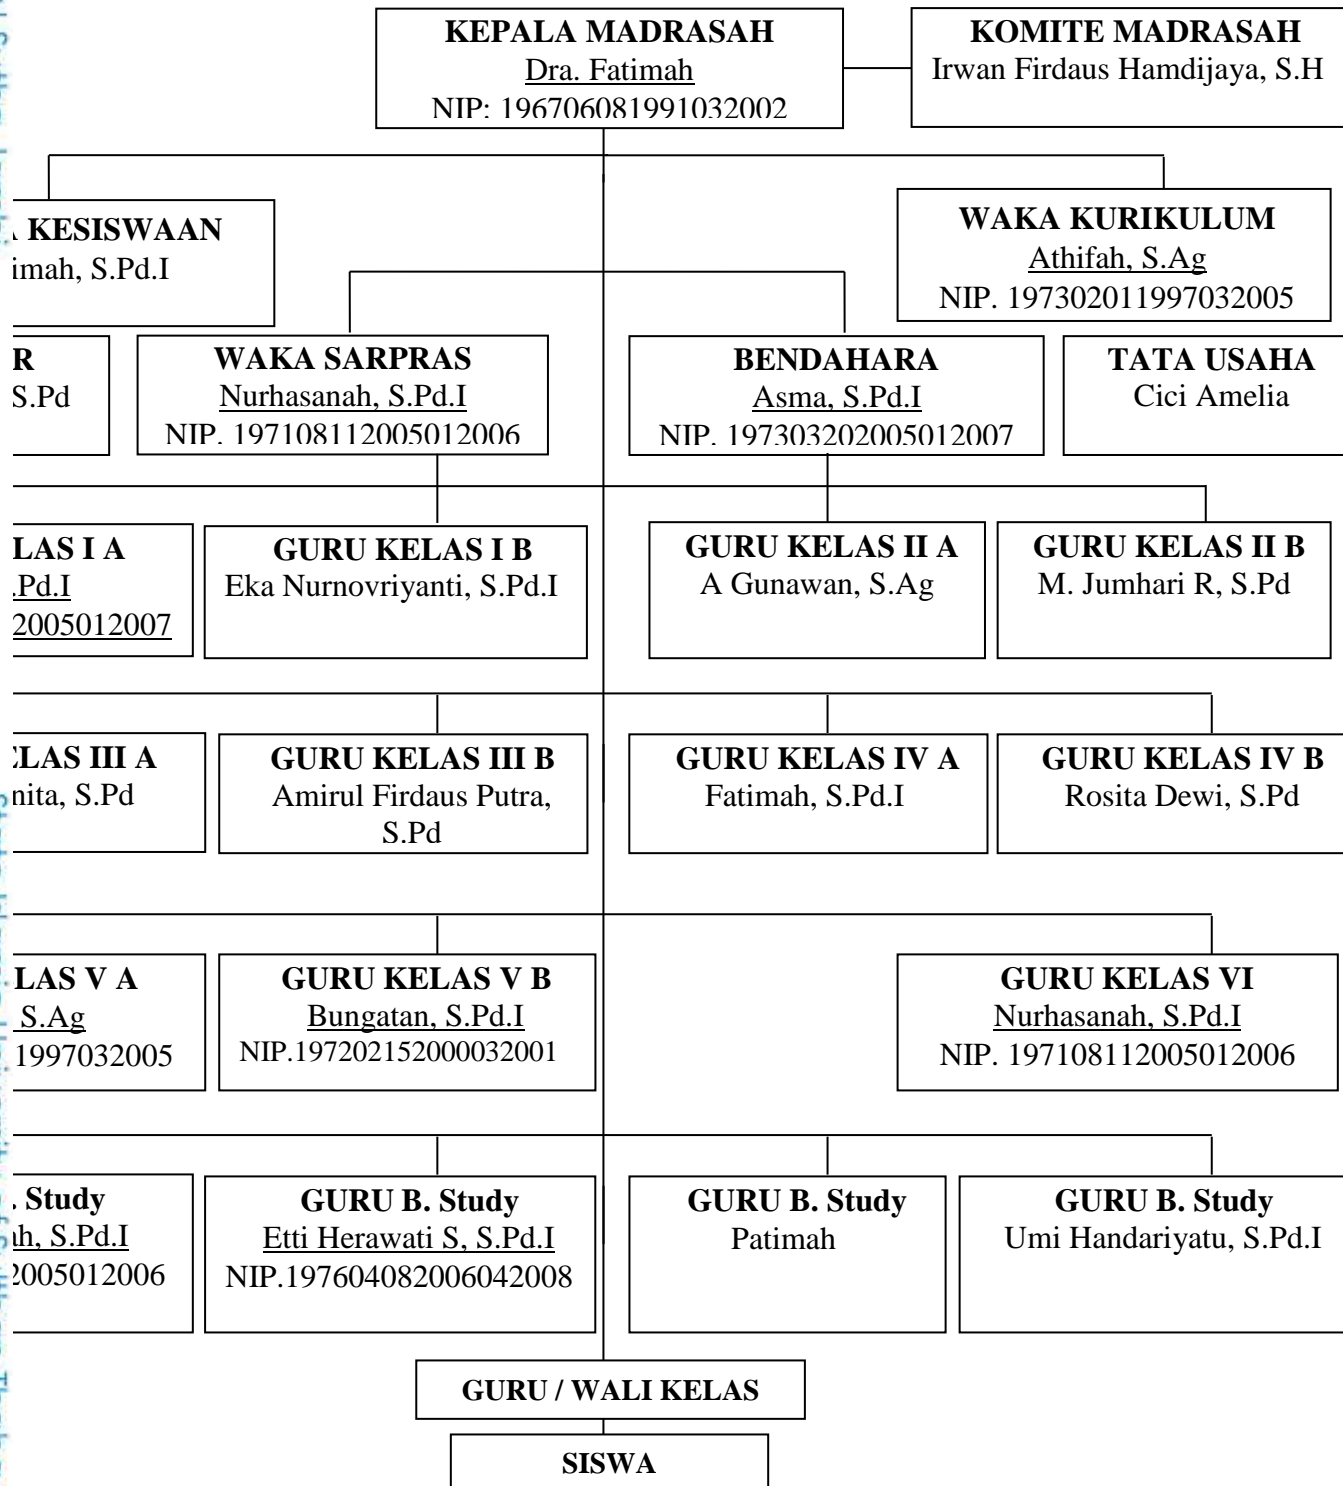 KEPALA MADRASAH
Dra. Fatimah
NIP: 196706081991032002
KOMITE MADRASAH
Irwan Firdaus Hamdijaya, S.H
KESISWAAN
S.Pd.I
WAKA KURIKULUM
Athifah, S.Ag
NIP. 197302011997032005
R
S.Pd
WAKA SARPRAS
Nurhasanah, S.Pd.I
NIP. 197108112005012006
BENDAHARA
Asma, S.Pd.I
NIP. 197303202005012007
TATA USAHA
Cici Amelia
LAS I A
.Pd.I
2005012007
GURU KELAS I B
Eka Nurnovriyanti, S.Pd.I
GURU KELAS II A
A Gunawan, S.Ag
GURU KELAS II B
M. Jumhari R, S.Pd
LAS III A
nita, S.Pd
GURU KELAS III B
Amirul Firdaus Putra,
S.Pd
GURU KELAS IV A
Fatimah, S.Pd.I
GURU KELAS IV B
Rosita Dewi, S.Pd
LAS V A
S.Ag
1997032005
GURU KELAS V B
Bungatan, S.Pd.I
NIP.197202152000032001
GURU KELAS VI
Nurhasanah, S.Pd.I
NIP. 197108112005012006
. Study
ah, S.Pd.I
2005012006
GURU B. Study
Etti Herawati S, S.Pd.I
NIP.197604082006042008
GURU B. Study
Patimah
GURU B. Study
Umi Handariyatu, S.Pd.I
GURU / WALI KELAS
SISWA